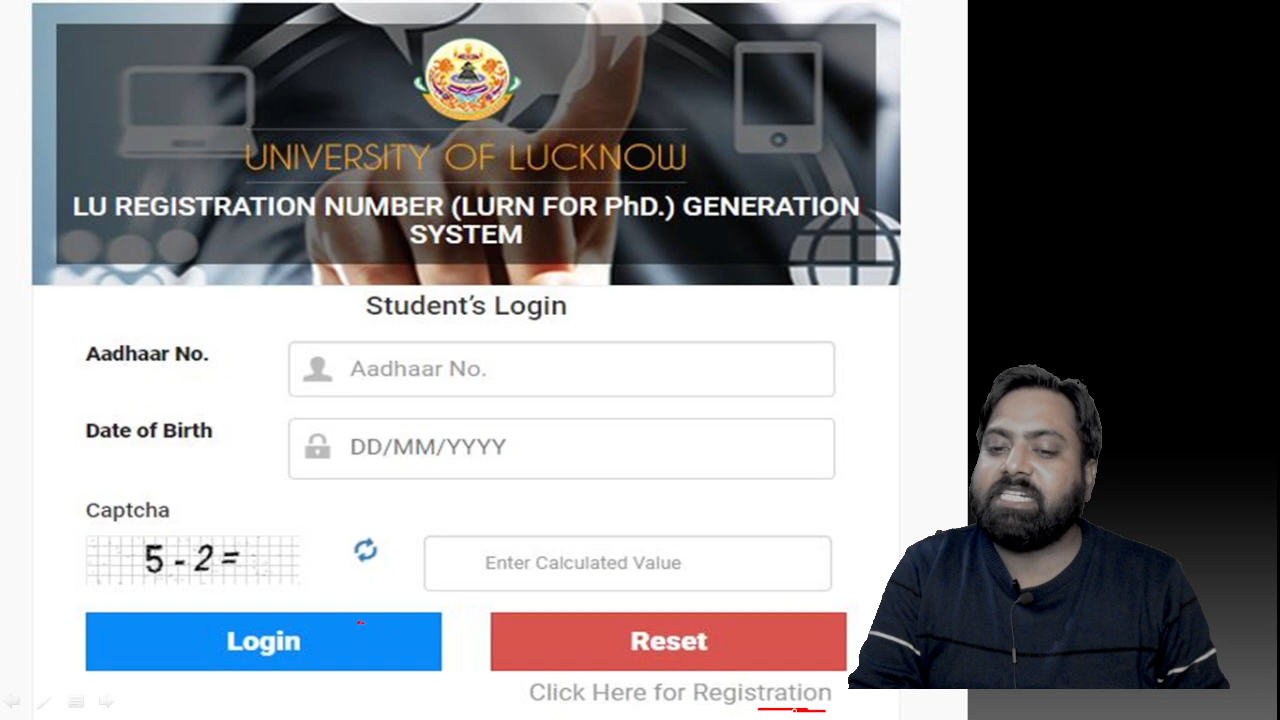 UNIVERSITY OF LUCKNOW
LU REGISTRATION NUMBER (LURN FOR PhD.) GENERATION
SYSTEM
Student's Login
Aadhaar No.
Aadhaar No.
Date of Birth
DD/MM/YYYY
Captcha
5 - 2 =
Enter Calculated Value
Login
Reset
Click Here for Registration